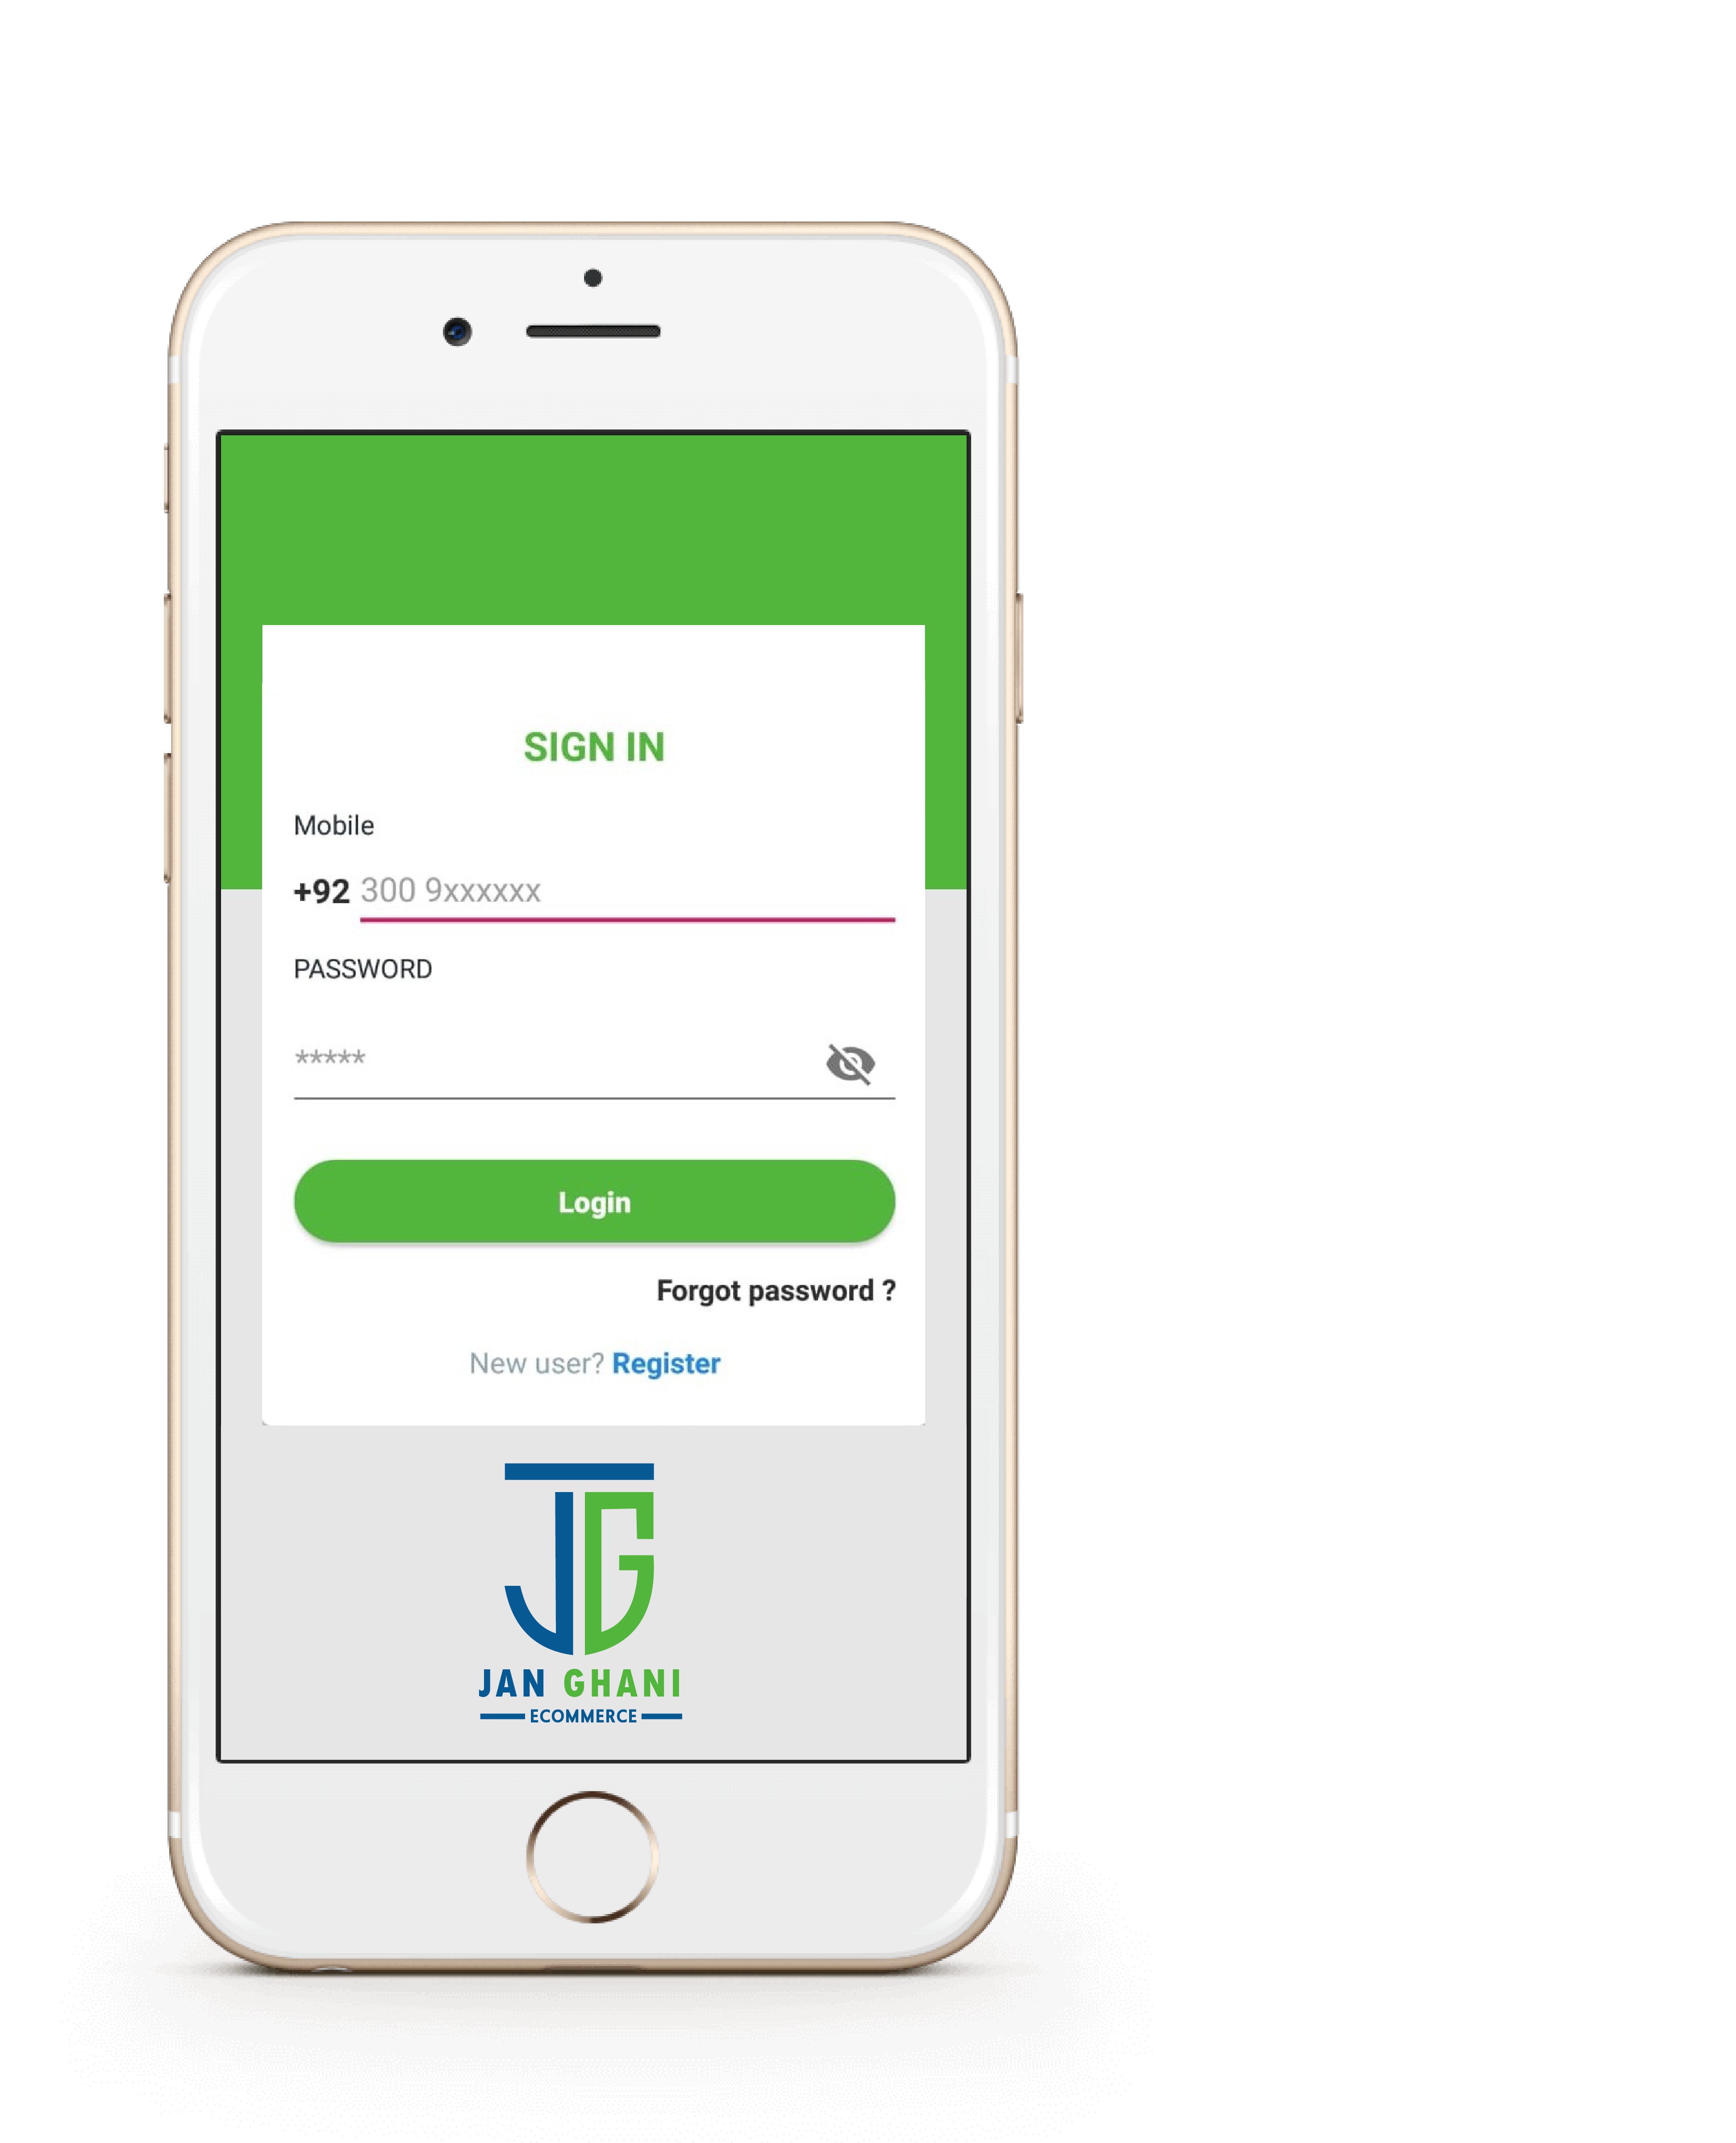 SIGN IN
Mobile
+92 300 9xxxxxx
PASSWORD
*****
Login
Forgot password ?
New user? Register
JG
JAN GHANI
ECOMMERCE